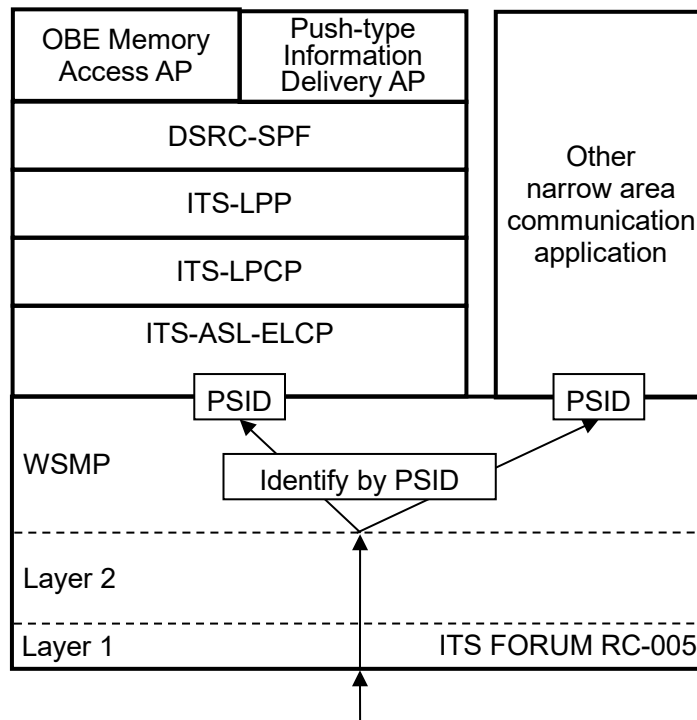 OBE Memory
Access AP
Push-type
Information
Delivery AP
DSRC-SPF
ITS-LPP
ITS-LPCP
ITS-ASL-ELCP
Other
narrow area
communication
application
PSID
PSID
WSMP
Identify by PSID
Layer 2
Layer 1
ITS FORUM RC-005